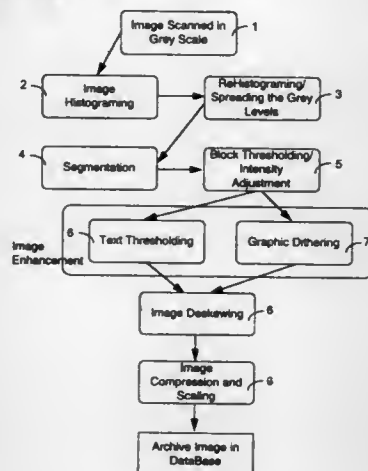 Image Scanned in
Grey Scale
1
2
Image
Histograming
ReHistograming/
Spreading the Grey
Levels
3
4
Segmentation
Block Thresholding/
Intensity
Adjustment
5
6
Text Thresholding
Graphic Dithering
7
Image
Enhancement
Image Deskewing
6
Image
Compression and
Scaling
9
Archive Image in
DataBase